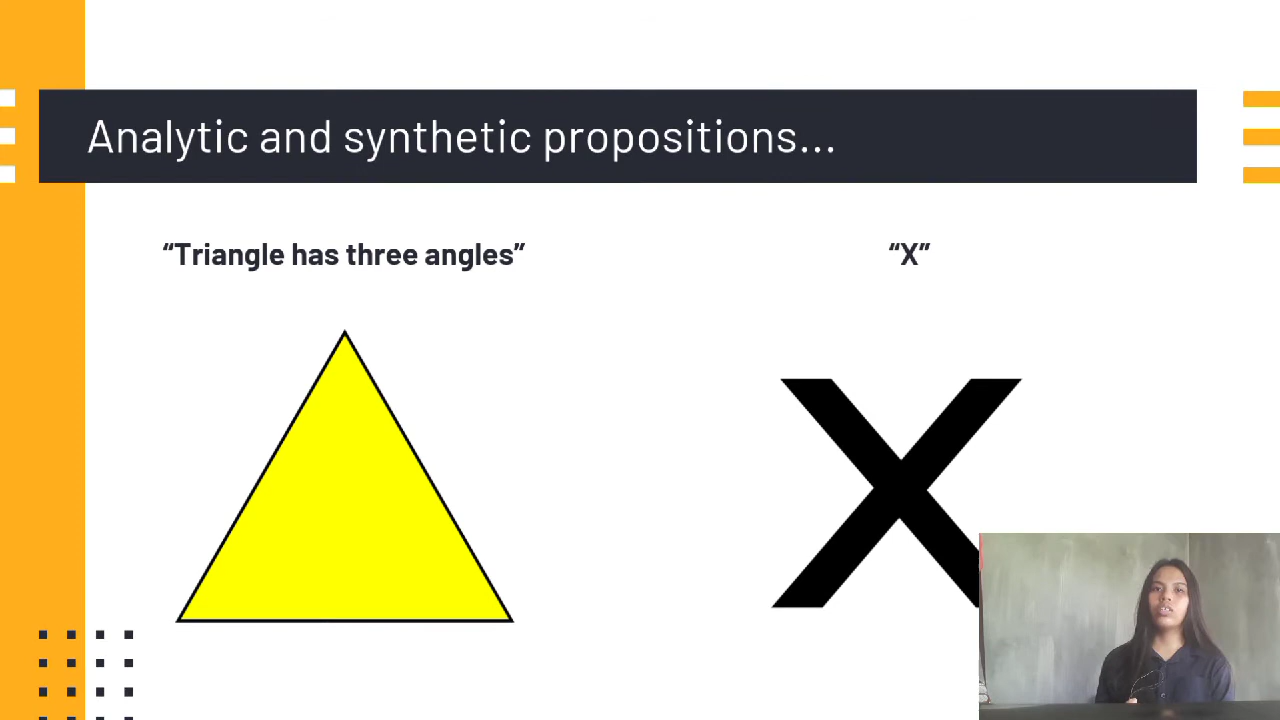 Analytic and synthetic propositions...
“Triangle has three angles”
“X”
X